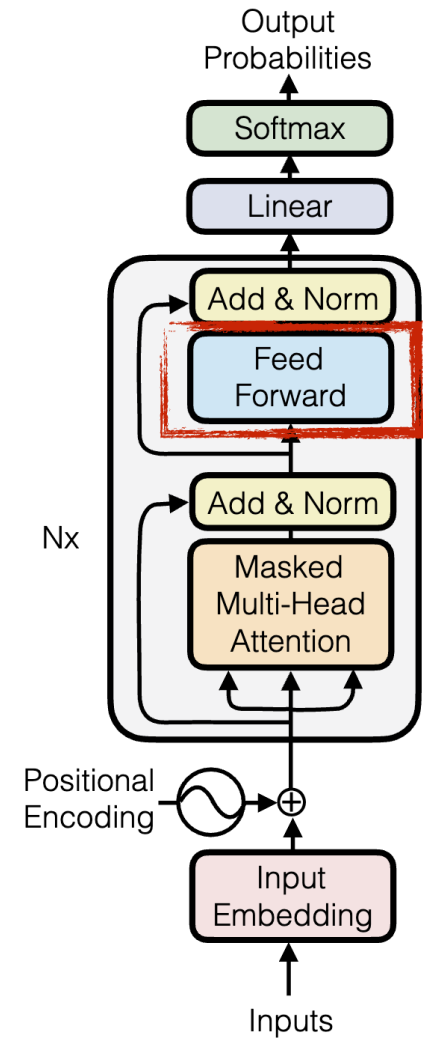 Output
Probabilities
Softmax
Linear
Add & Norm
Feed
Forward
Add & Norm
Nx
Masked
Multi-Head
Attention
Positional
Encoding
Input
Embedding
Inputs